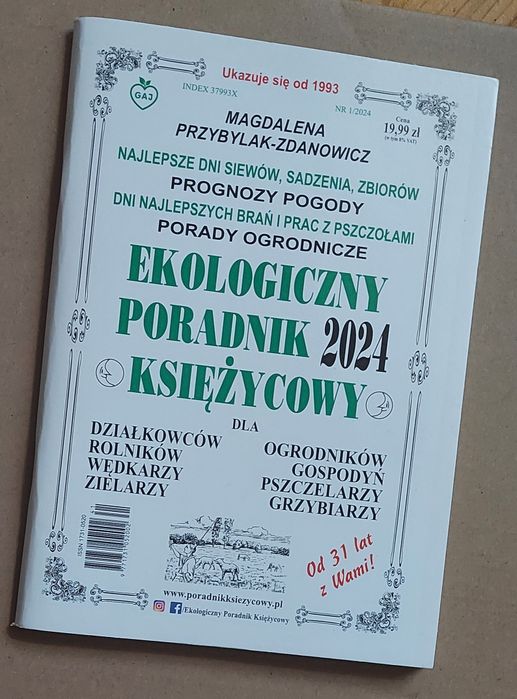 Ukazuje się od 1993
GAJ
INDEX 37993X
NR 1/2024
Cena
19,99 zł
(w tym 8% VAT)
MAGDALENA
PRZYBYLAK-ZDANOWICZ
NAJLEPSZE DNI SIEWÓW, SADZENIA, ZBIORÓW
PROGNOZY POGODY
DNI NAJLEPSZYCH BRAŃ I PRAC Z PSZCZOŁAMI
PORADY OGRODNICZE
EKOLOGICZNY
PORADNIK 2024
KSIĘŻYCOWY
DLA
DZIAŁKOWCÓW
ROLNIKÓW
WĘDKARZY
ZIELARZY
OGRODNIKÓW
GOSPODYŃ
PSZCZELARZY
GRZYBIARZY
ISSN 1731-0520
Od 31 lat
z Wami!
www.poradnikksiezycowy.pl
/Ekologiczny Poradnik Księżycowy